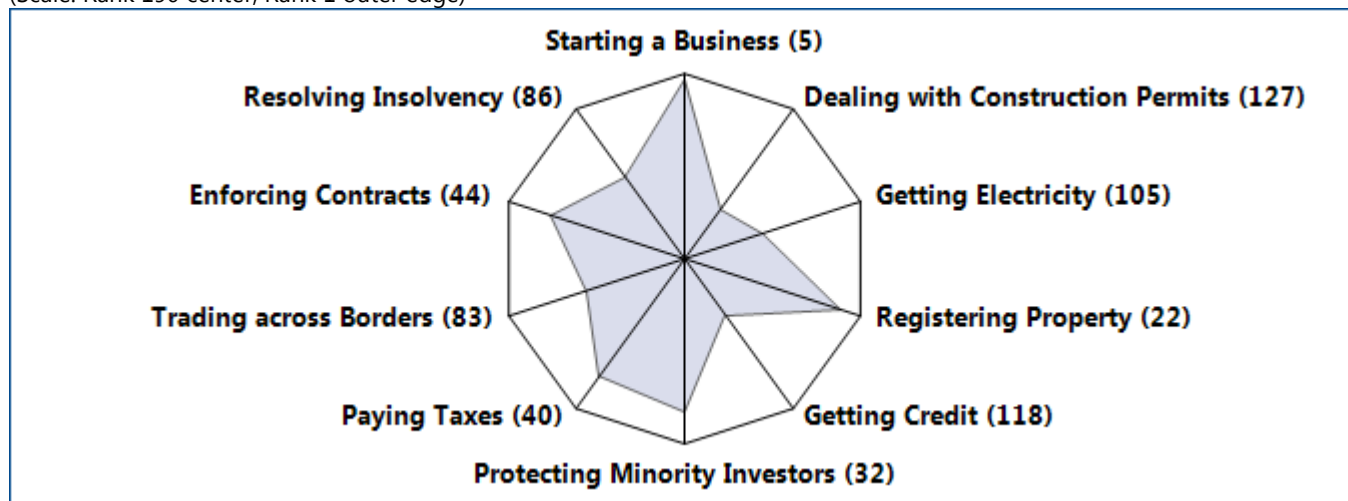 Starting a Business (5)
Resolving Insolvency (86)
Dealing with Construction Permits (127)
Enforcing Contracts (44)
Getting Electricity (105)
Trading across Borders (83)
Registering Property (22)
Paying Taxes (40)
Getting Credit (118)
Protecting Minority Investors (32)